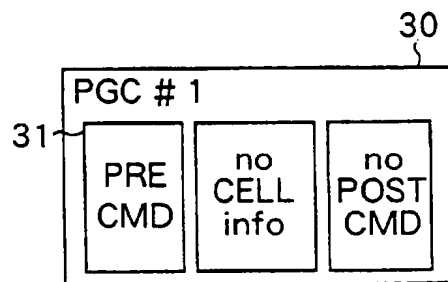 30
PGC # 1
31
PRE
CMD
no
CELL
info
no
POST
CMD